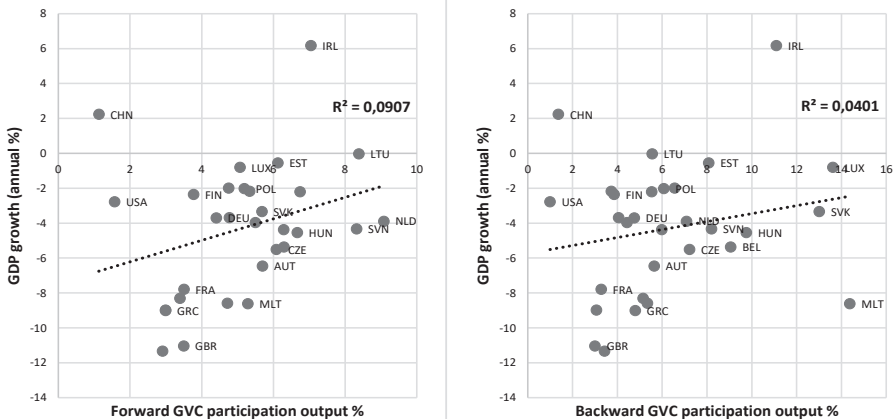 8
6
4
2
0
-2
-4
-6
-8
-10
-12
-14
0
2
4
6
8
10
GDP growth (annual %)
Forward GVC participation output %
R² = 0,0907
IRL
CHN
LTU
EST
LUX
FIN
POL
USA
DEU
SVK
NLD
SVN
HUN
CZE
AUT
FRA
GRC
MLT
GBR
8
6
4
2
0
-2
-4
-6
-8
-10
-12
-14
0
2
4
6
8
10
12
14
16
GDP growth (annual %)
Backward GVC participation output %
R² = 0,0401
IRL
CHN
LTU
EST
LUX
FIN
POL
USA
DEU
NLD
SVK
SVN
HUN
CZE
BEL
AUT
FRA
GRC
MLT
GBR